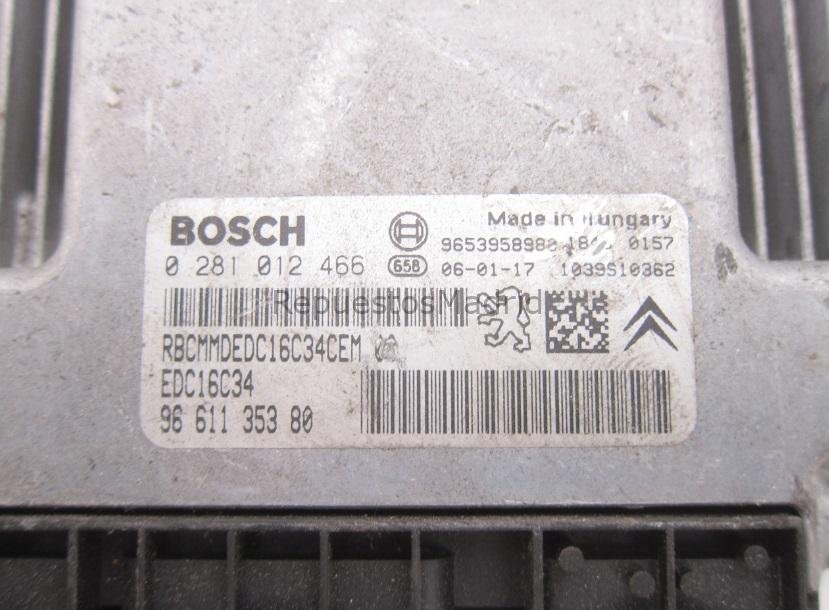 BOSCH
Made in Hungary
9653958980 0157
0 281 012 466 658 06-01-17 1039S10362
RepuestosMadrid
RBCMMDEDC16C34CEM
EDC16C34
96 611 353 80